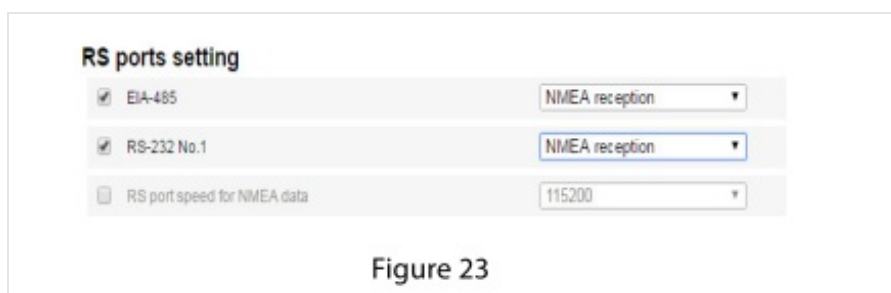 RS ports setting
EIA-485 NMEA reception
RS-232 No.1 NMEA reception
RS port speed for NMEA data 115200
Figure 23